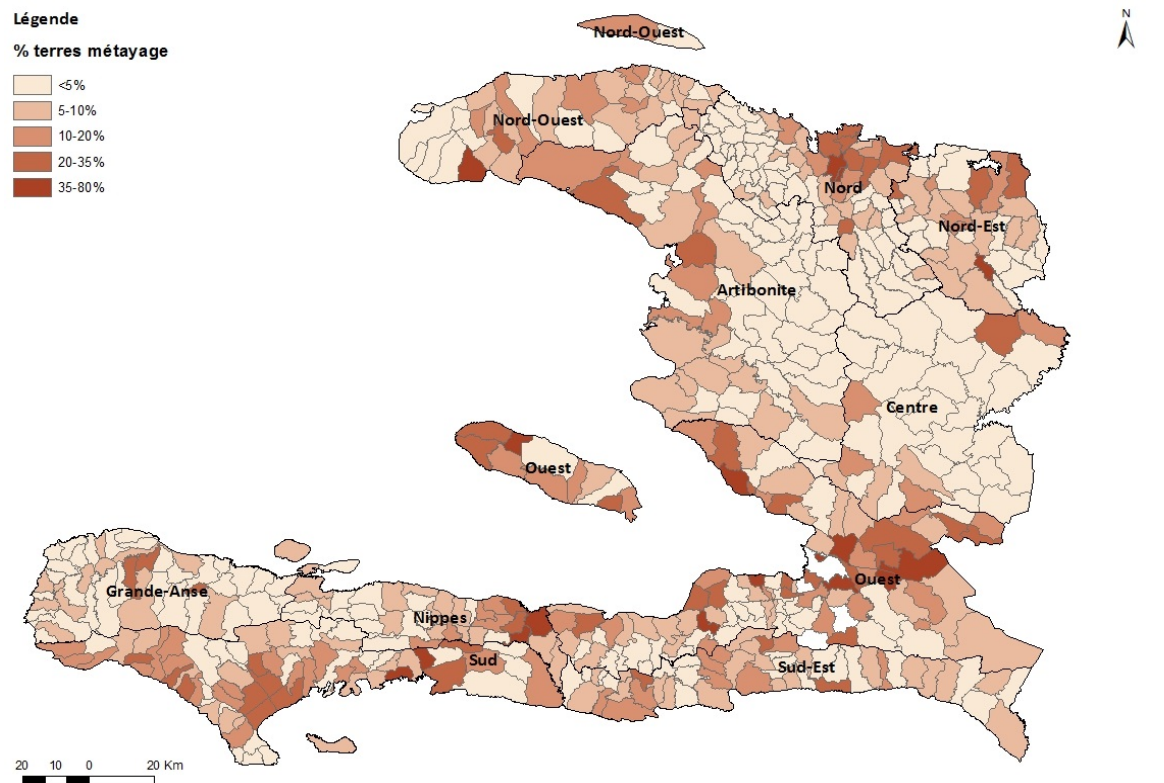 Légende
% terres métayage
<5%
5-10%
10-20%
20-35%
35-80%
N
Nord-Ouest
Nord-Ouest
Nord
Nord-Est
Artibonite
Centre
Ouest
Ouest
Grande-Anse
Nippes
Sud
Sud-Est
20 10 0 20 Km